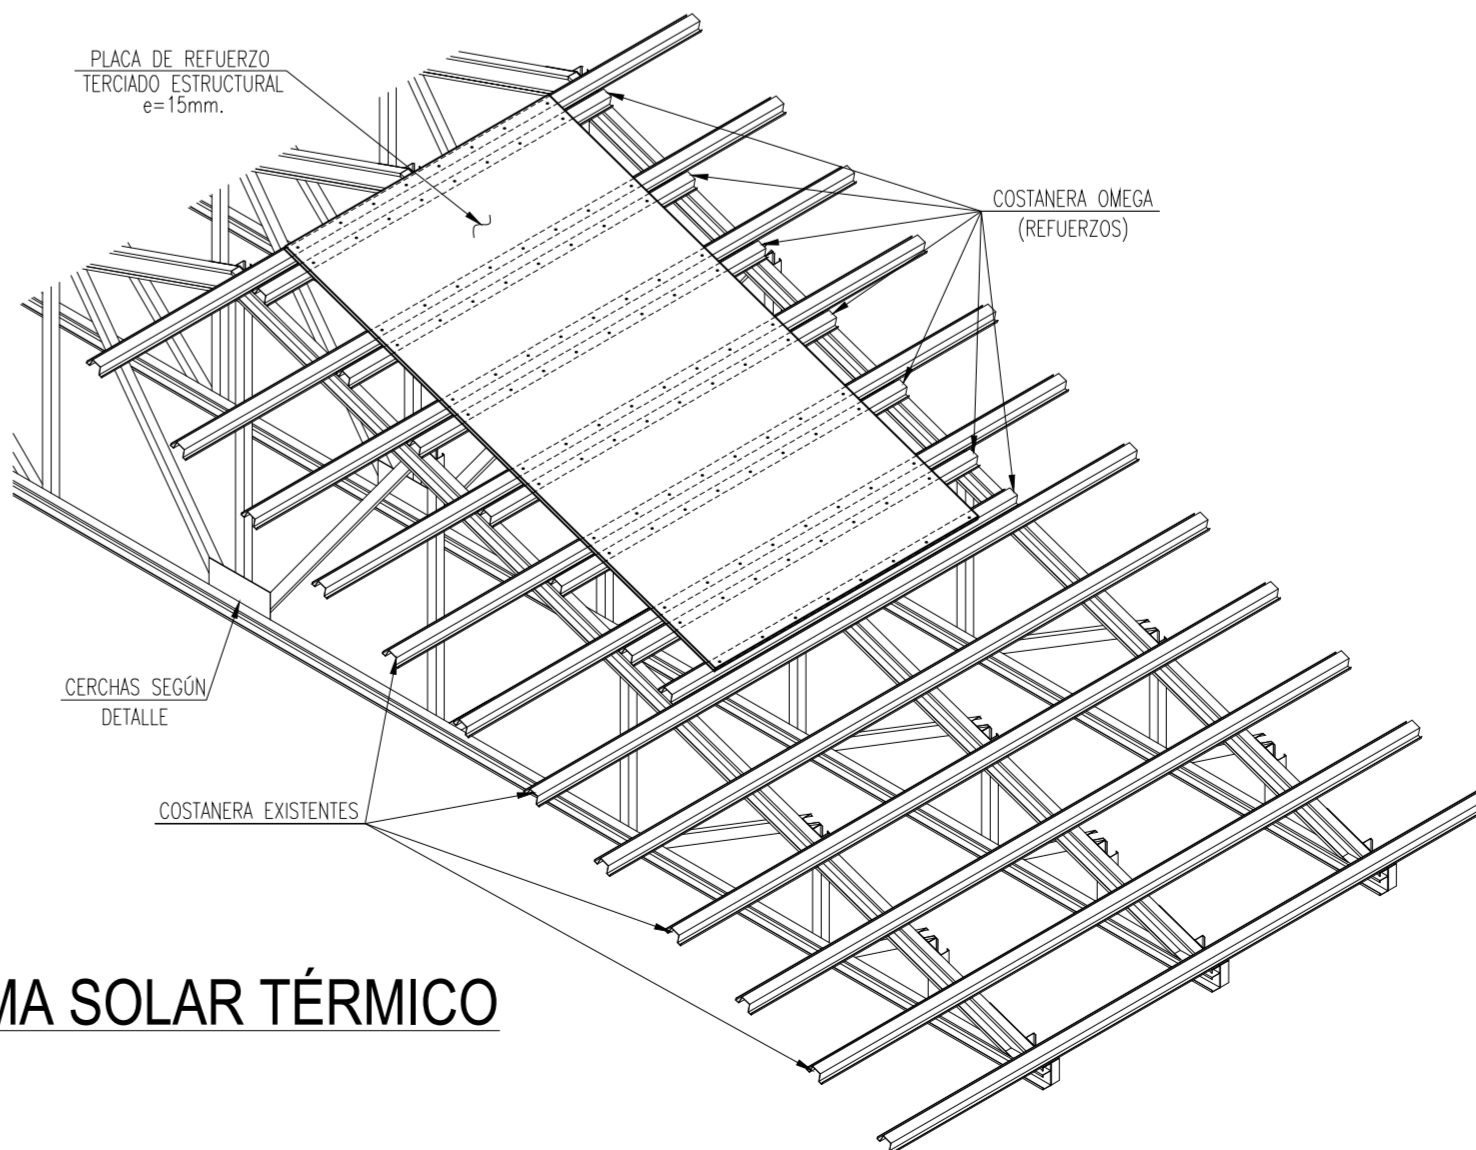 PLACA DE REFUERZO
TERCIADO ESTRUCTURAL
e=15mm.
COSTANERA OMEGA
(REFUERZOS)
CERCHAS SEGÚN
DETALLE
COSTANERA EXISTENTES
MA SOLAR TÉRMICO